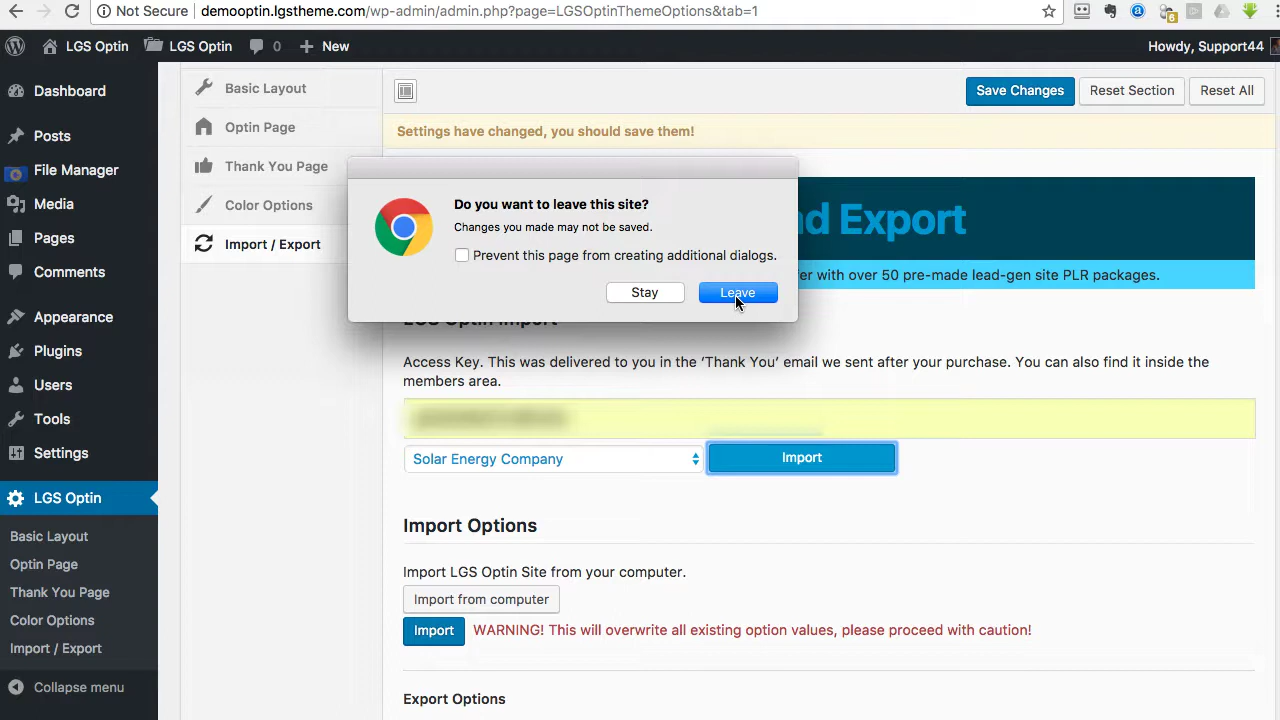 Not Secure demooptin.lgstheme.com/wp-admin/admin.php?page=LGSOptinThemeOptions&tab=1
6
LGS Optin LGS Optin 0 New Howdy, Support44
Dashboard
Posts
File Manager
Media
Pages
Comments
Appearance
Plugins
Users
Tools
Settings
LGS Optin
Basic Layout
Optin Page
Thank You Page
Color Options
Import / Export
Collapse menu
Basic Layout
Optin Page
Thank You Page
Color Options
Import / Export
Save Changes Reset Section Reset All
Settings have changed, you should save them!
Do you want to leave this site?
Changes you made may not be saved.
Prevent this page from creating additional dialogs.
Stay Leave
nd Export
fer with over 50 pre-made lead-gen site PLR packages.
LGS Optin Import
Access Key. This was delivered to you in the ‘Thank You’ email we sent after your purchase. You can also find it inside the
members area.
Solar Energy Company Import
Import Options
Import LGS Optin Site from your computer.
Import from computer
Import WARNING! This will overwrite all existing option values, please proceed with caution!
Export Options